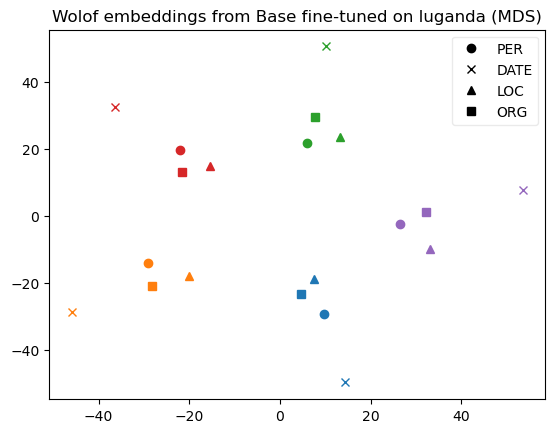 Wolof embeddings from Base fine-tuned on luganda (MDS)
PER
DATE
LOC
ORG
40
20
0
−20
−40
−40 −20 0 20 40